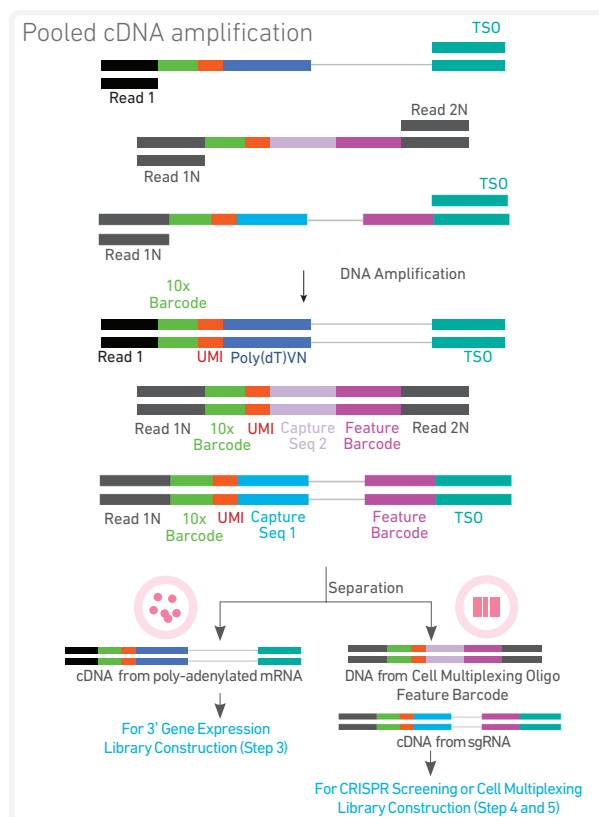 Pooled cDNA amplification
TSO
Read 1
Read 2N
Read 1N
TSO
Read 1N
DNA Amplification
10x
Barcode
Read 1
UMI
Poly(dT)VN
TSO
Read 1N
10x
Barcode
UMI
Capture
Seq 2
Feature
Barcode
Read 2N
Read 1N
10x
Barcode
UMI
Capture
Seq 1
Feature
Barcode
TSO
Separation
cDNA from poly-adenylated mRNA
For 3' Gene Expression
Library Construction (Step 3)
DNA from Cell Multiplexing Oligo
Feature Barcode
cDNA from sgRNA
For CRISPR Screening or Cell Multiplexing
Library Construction (Step 4 and 5)